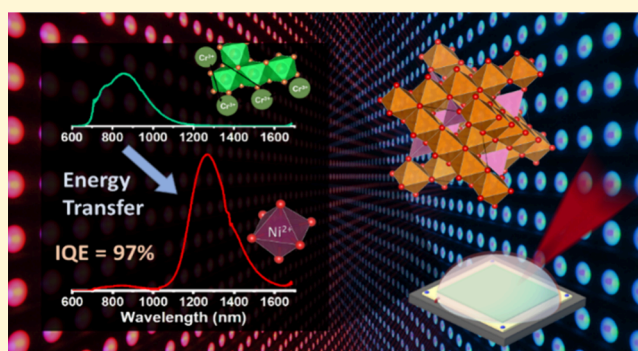 Cr³⁺
Cr³⁺
Cr³⁺
Cr³⁺
600 800 1000 1200 1400 1600
Energy
Transfer
Ni²⁺
IQE = 97%
600 800 1000 1200 1400 1600
Wavelength (nm)